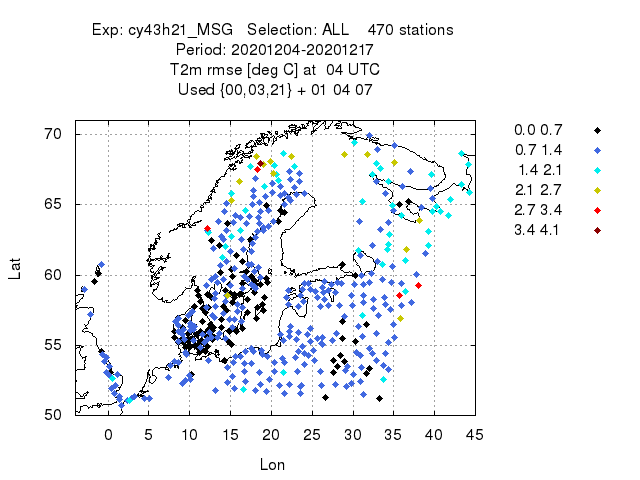 Exp: cy43h21_MSG Selection: ALL 470 stations
Period: 20201204-20201217
T2m rmse [deg C] at 04 UTC
Used {00,03,21} + 01 04 07
0.0 0.7
0.7 1.4
1.4 2.1
2.1 2.7
2.7 3.4
3.4 4.1
70
65
60
55
50
Lat
0 5 10 15 20 25 30 35 40 45
Lon